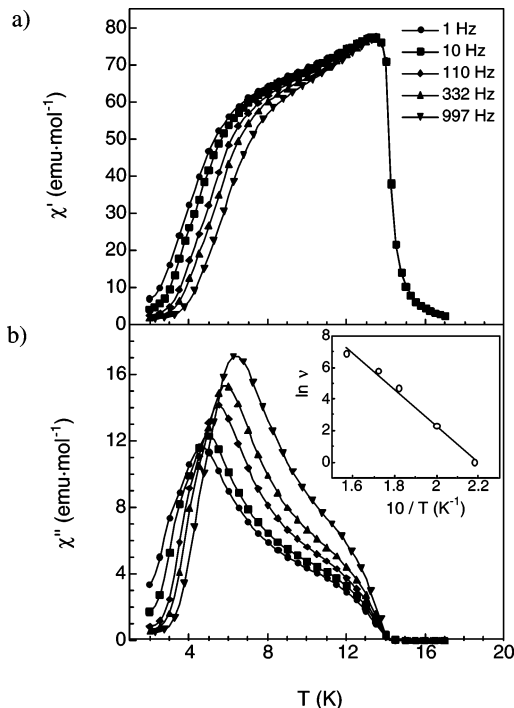 a)
80
70
60
50
40
30
20
10
0
χ' (emu·mol⁻¹)
1 Hz
10 Hz
110 Hz
332 Hz
997 Hz
b)
16
12
8
4
0
χ'' (emu·mol⁻¹)
8
6
4
2
0
ln ν
1.6 1.8 2.0 2.2
10 / T (K⁻¹)
0 4 8 12 16 20
T (K)